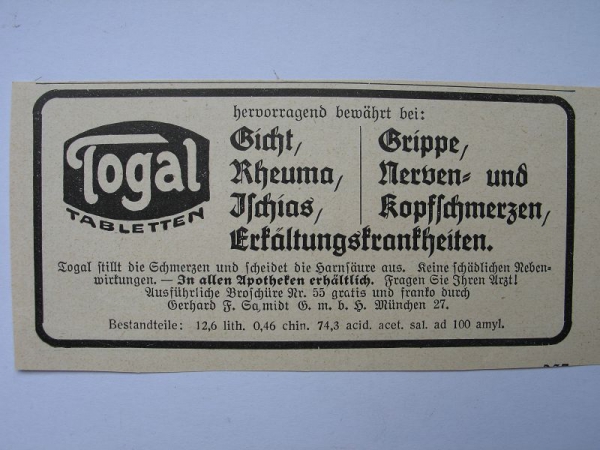 Togal
TABLETTEN
hervorragend bewährt bei:
Gicht,
Rheuma,
Ischias,
Grippe,
Nerven- und
Kopfschmerzen,
Erkältungskrankheiten.
Togal stillt die Schmerzen und scheidet die Harnsäure aus. Keine schädlichen Neben-
wirkungen. — In allen Apotheken erhältlich. Fragen Sie Ihren Arzt!
Ausführliche Broschüre Nr. 55 gratis und franko durch
Gerhard F. Schmidt G. m. b. H. München 27.
Bestandteile: 12,6 lith. 0,46 chin. 74,3 acid. acet. sal. ad 100 amyl.